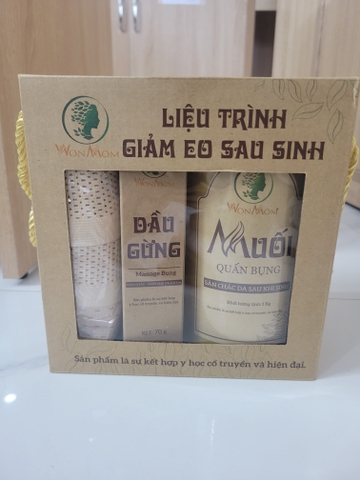 WONMOM
LIỆU TRÌNH
GIẢM EO SAU SINH
WONMOM
DẦU
GỪNG
Massage Bụng
WONMOM
MUỐI
QUẤN BỤNG
SĂN CHẮC DA SAU KHI SINH
Sản phẩm là sự kết hợp y học cổ truyền và hiện đại.